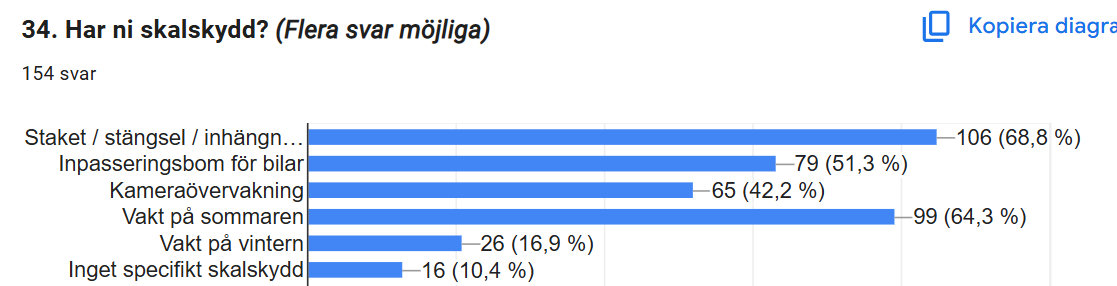 34. Har ni skalskydd? (Flera svar möjliga)
Kopiera diagra
154 svar
Staket / stängsel / inhängn… 106 (68,8 %)
Inpasseringsbom för bilar 79 (51,3 %)
Kameraövervakning 65 (42,2 %)
Vakt på sommaren 99 (64,3 %)
Vakt på vintern 26 (16,9 %)
Inget specifikt skalskydd 16 (10,4 %)